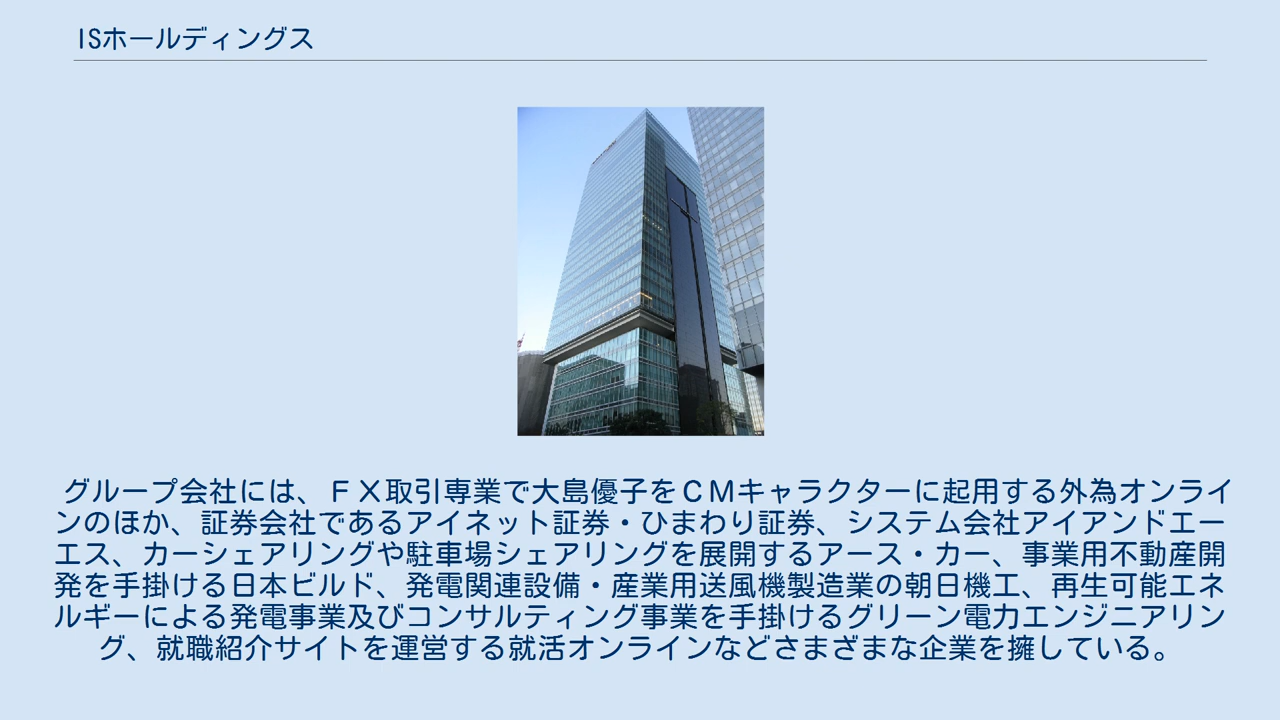 ISホールディングス
グループ会社には、ＦＸ取引専業で大島優子をＣＭキャラクターに起用する外為オンライ
ンのほか、証券会社であるアイネット証券・ひまわり証券、システム会社アイアンドエー
エス、カーシェアリングや駐車場シェアリングを展開するアース・カー、事業用不動産開
発を手掛ける日本ビルド、発電関連設備・産業用送風機製造業の朝日機工、再生可能エネ
ルギーによる発電事業及びコンサルティング事業を手掛けるグリーン電力エンジニアリン
グ、就職紹介サイトを運営する就活オンラインなどさまざまな企業を擁している。